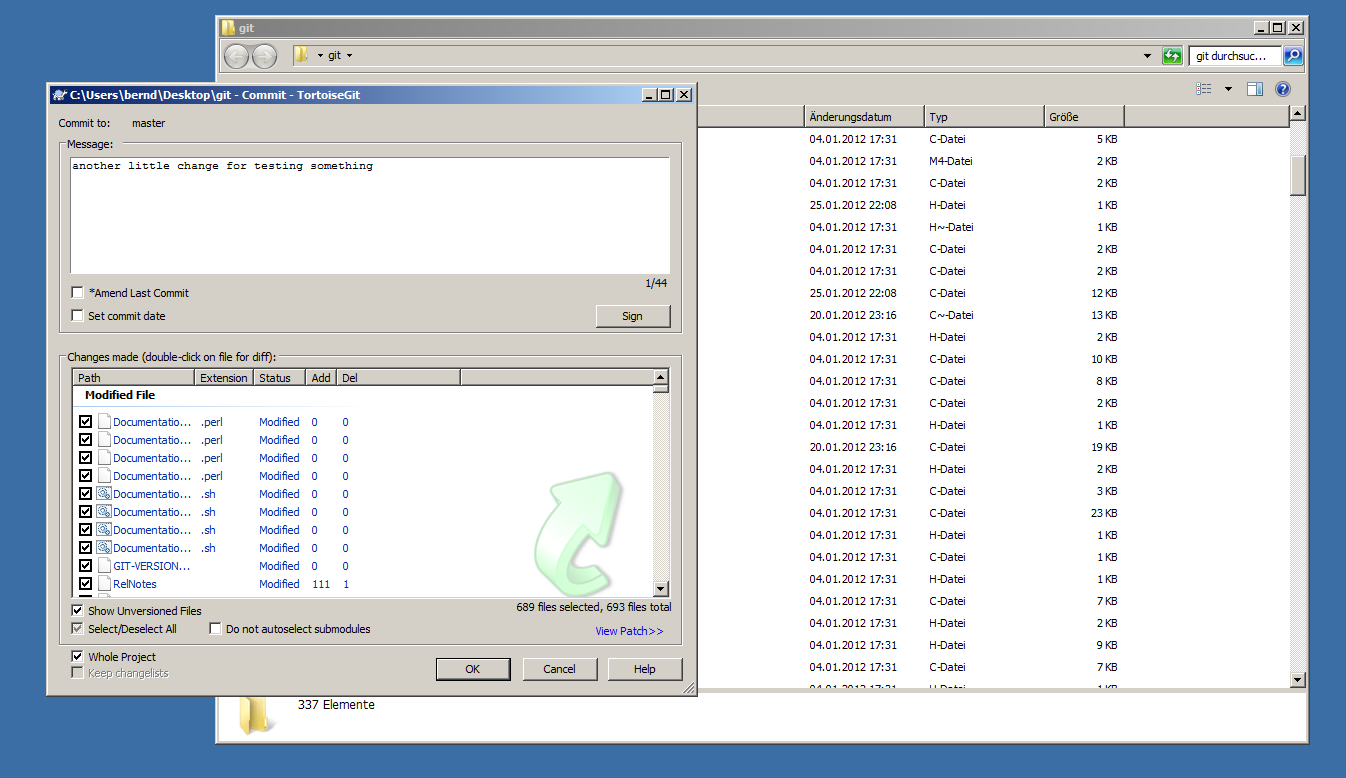 git
git
git durchsuc...
C:\Users\bernd\Desktop\git - Commit - TortoiseGit
Commit to: master
Message:
another little change for testing something
1/44
*Amend Last Commit
Set commit date
Sign
Changes made (double-click on file for diff):
Path Extension Status Add Del
Modified File
Documentatio... .perl Modified 0 0
Documentatio... .perl Modified 0 0
Documentatio... .perl Modified 0 0
Documentatio... .perl Modified 0 0
Documentatio... .sh Modified 0 0
Documentatio... .sh Modified 0 0
Documentatio... .sh Modified 0 0
Documentatio... .sh Modified 0 0
GIT-VERSION... Modified 0 0
RelNotes Modified 111 1
Show Unversioned Files
689 files selected, 693 files total
Select/Deselect All
Do not autoselect submodules
View Patch>>
Whole Project
Keep changelists
OK
Cancel
Help
Änderungsdatum Typ Größe
04.01.2012 17:31 C-Datei 5 KB
04.01.2012 17:31 M4-Datei 2 KB
04.01.2012 17:31 C-Datei 2 KB
25.01.2012 22:08 H-Datei 1 KB
04.01.2012 17:31 H~-Datei 1 KB
04.01.2012 17:31 C-Datei 2 KB
04.01.2012 17:31 C-Datei 2 KB
25.01.2012 22:08 C-Datei 12 KB
20.01.2012 23:16 C~-Datei 13 KB
04.01.2012 17:31 H-Datei 2 KB
04.01.2012 17:31 C-Datei 10 KB
04.01.2012 17:31 C-Datei 8 KB
04.01.2012 17:31 C-Datei 2 KB
04.01.2012 17:31 H-Datei 1 KB
20.01.2012 23:16 C-Datei 19 KB
04.01.2012 17:31 H-Datei 2 KB
04.01.2012 17:31 C-Datei 3 KB
04.01.2012 17:31 C-Datei 23 KB
04.01.2012 17:31 H-Datei 1 KB
04.01.2012 17:31 C-Datei 1 KB
04.01.2012 17:31 H-Datei 1 KB
04.01.2012 17:31 C-Datei 7 KB
04.01.2012 17:31 H-Datei 2 KB
04.01.2012 17:31 H-Datei 9 KB
04.01.2012 17:31 C-Datei 7 KB
04.01.2012 17:31 H-Datei 1 KB
337 Elemente